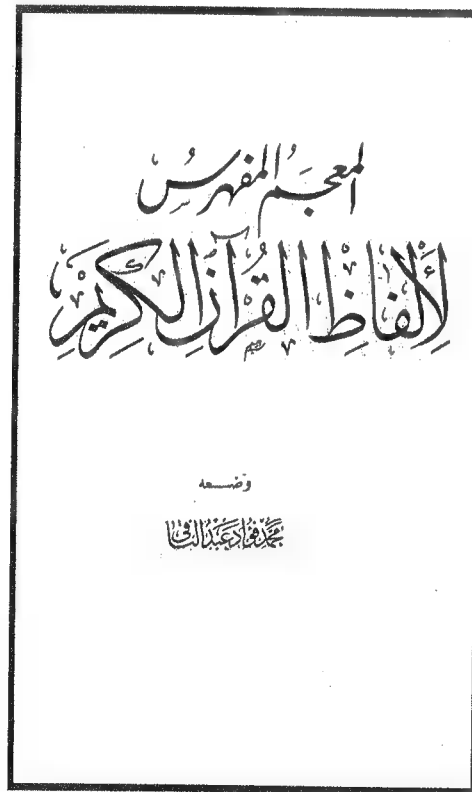 المعجم المفهرس
لألفاظ القرآن الكريم
وضعه
محمد فؤاد عبد الباقي